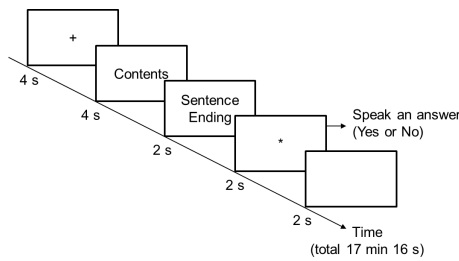 +
4 s
Contents
4 s
Sentence
Ending
2 s
*
Speak an answer
(Yes or No)
2 s
2 s
Time
(total 17 min 16 s)